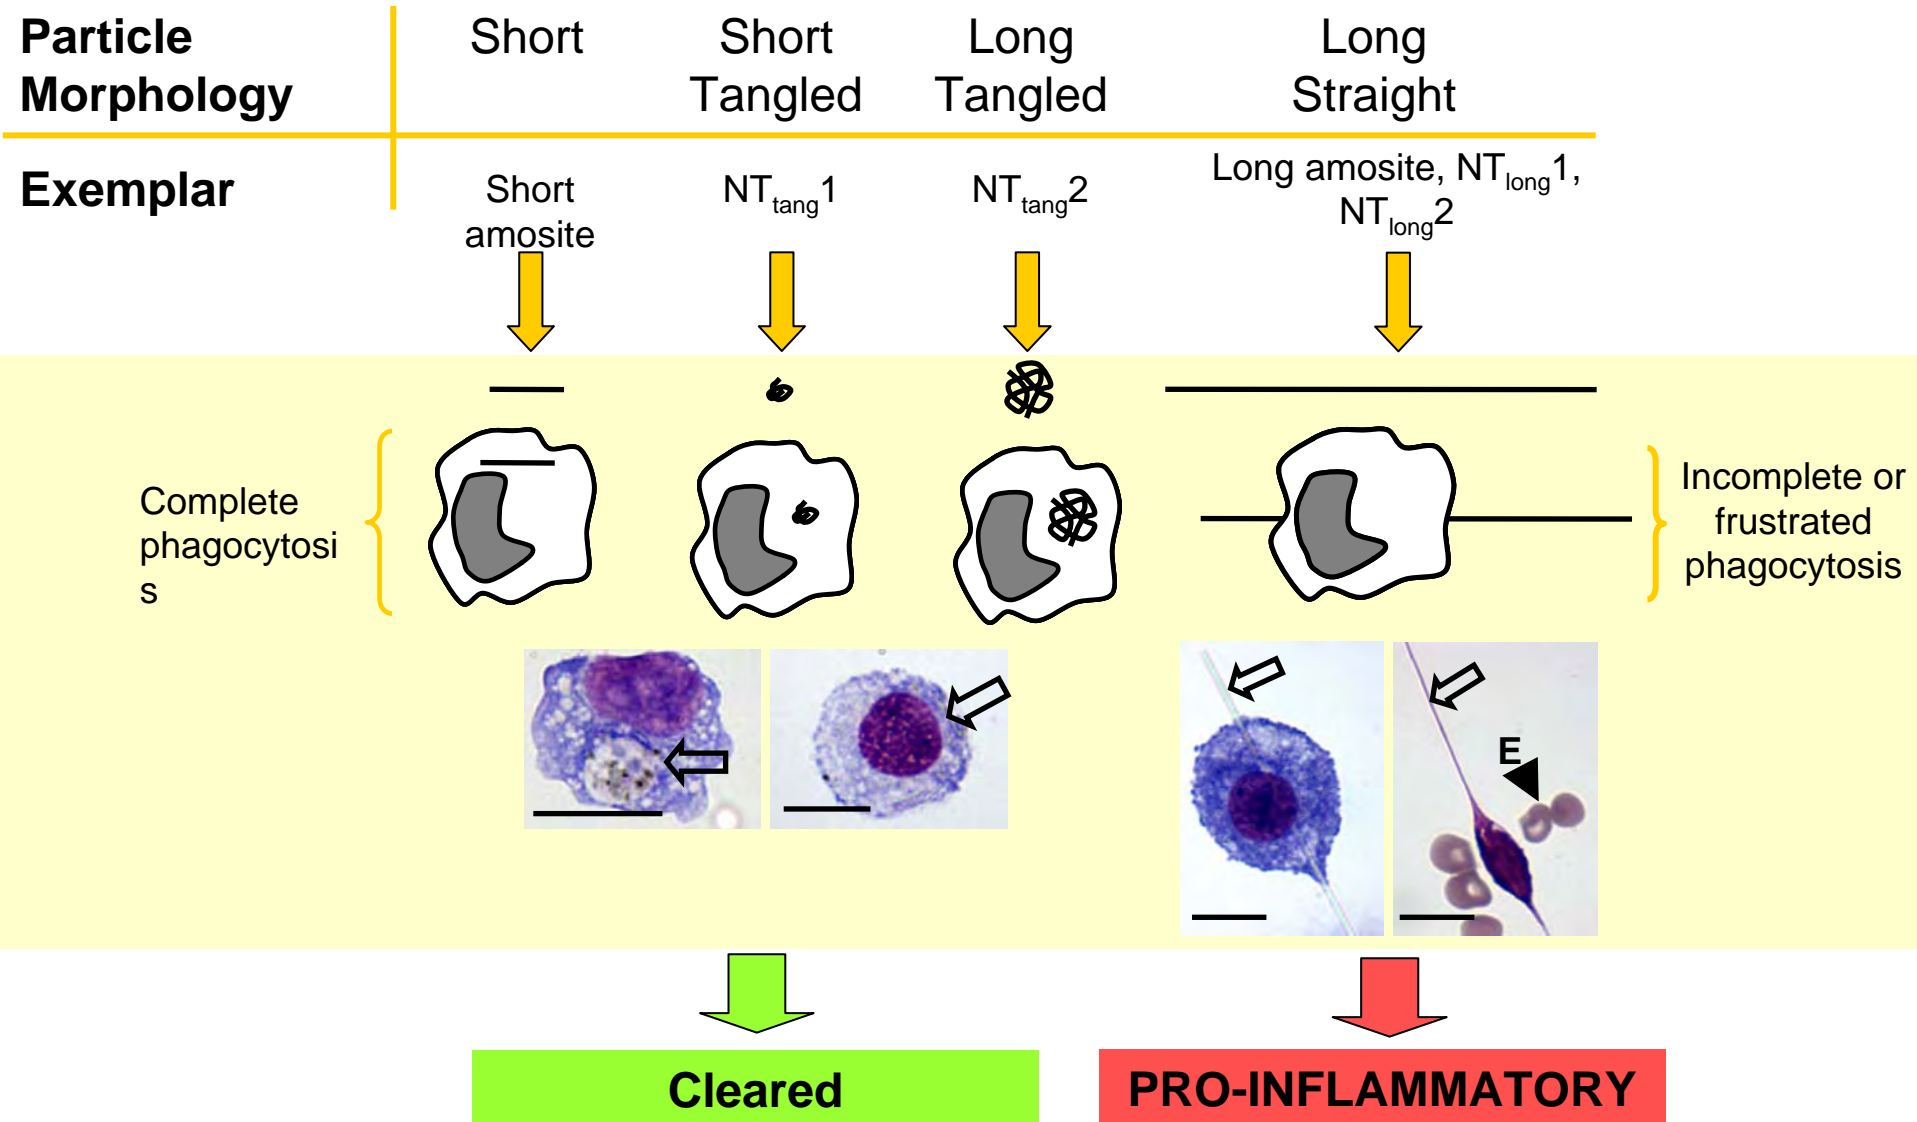 Particle Morphology
Short
Short Tangled
Long Tangled
Long Straight
Exemplar
Short amosite
NTtang1
NTtang2
Long amosite, NTlong1,
NTlong2
Complete
phagocytosi
s
Incomplete or
frustrated
phagocytosis
E
Cleared
PRO-INFLAMMATORY